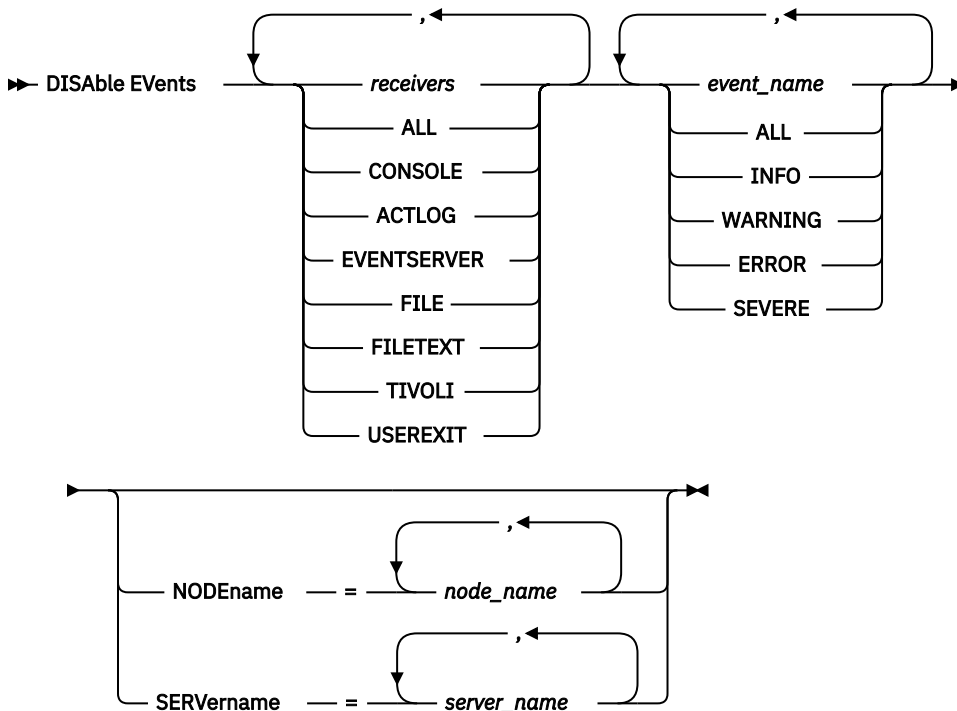 , ,
DISAble EVents receivers event_name
ALL ALL
CONSOLE INFO
ACTLOG WARNING
EVENTSERVER ERROR
FILE SEVERE
FILETEXT
TIVOLI
USEREXIT
,
NODEname = node_name
,
SERVername = server_name